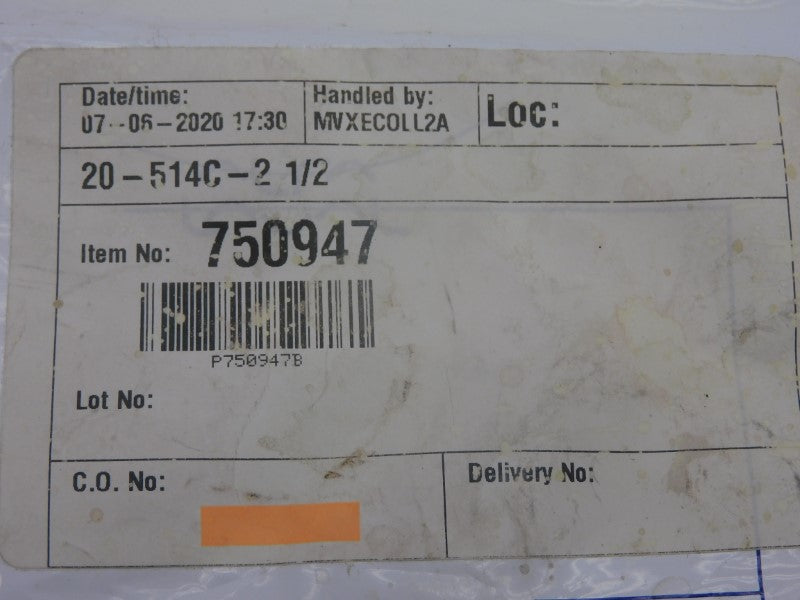 Date/time:
07-06-2020 17:30
Handled by:
MVXECOLL2A
Loc:
20-514C-2 1/2
Item No: 750947
P750947B
Lot No:
C.O. No:
Delivery No: